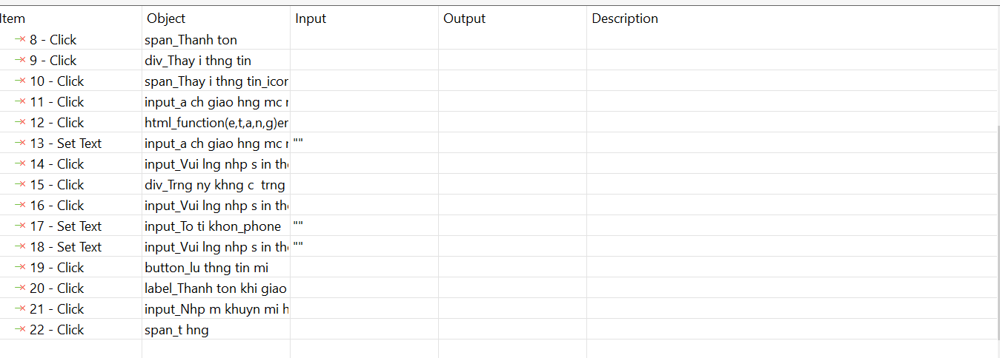 Item Object Input Output Description
8 - Click span_Thanh ton
9 - Click div_Thay i thng tin
10 - Click span_Thay i thng tin_icon
11 - Click input_a ch giao hng mc
12 - Click html_function(e,t,a,n,g)er
13 - Set Text input_a ch giao hng mc ""
14 - Click input_Vui lng nhp s in
15 - Click div_Trng ny khng c  trng
16 - Click input_Vui lng nhp s in
17 - Set Text input_To ti khon_phone ""
18 - Set Text input_Vui lng nhp s in ""
19 - Click button_lu thng tin mi
20 - Click label_Thanh ton khi giao
21 - Click input_Nhp m khuyn mi h
22 - Click span_t hng